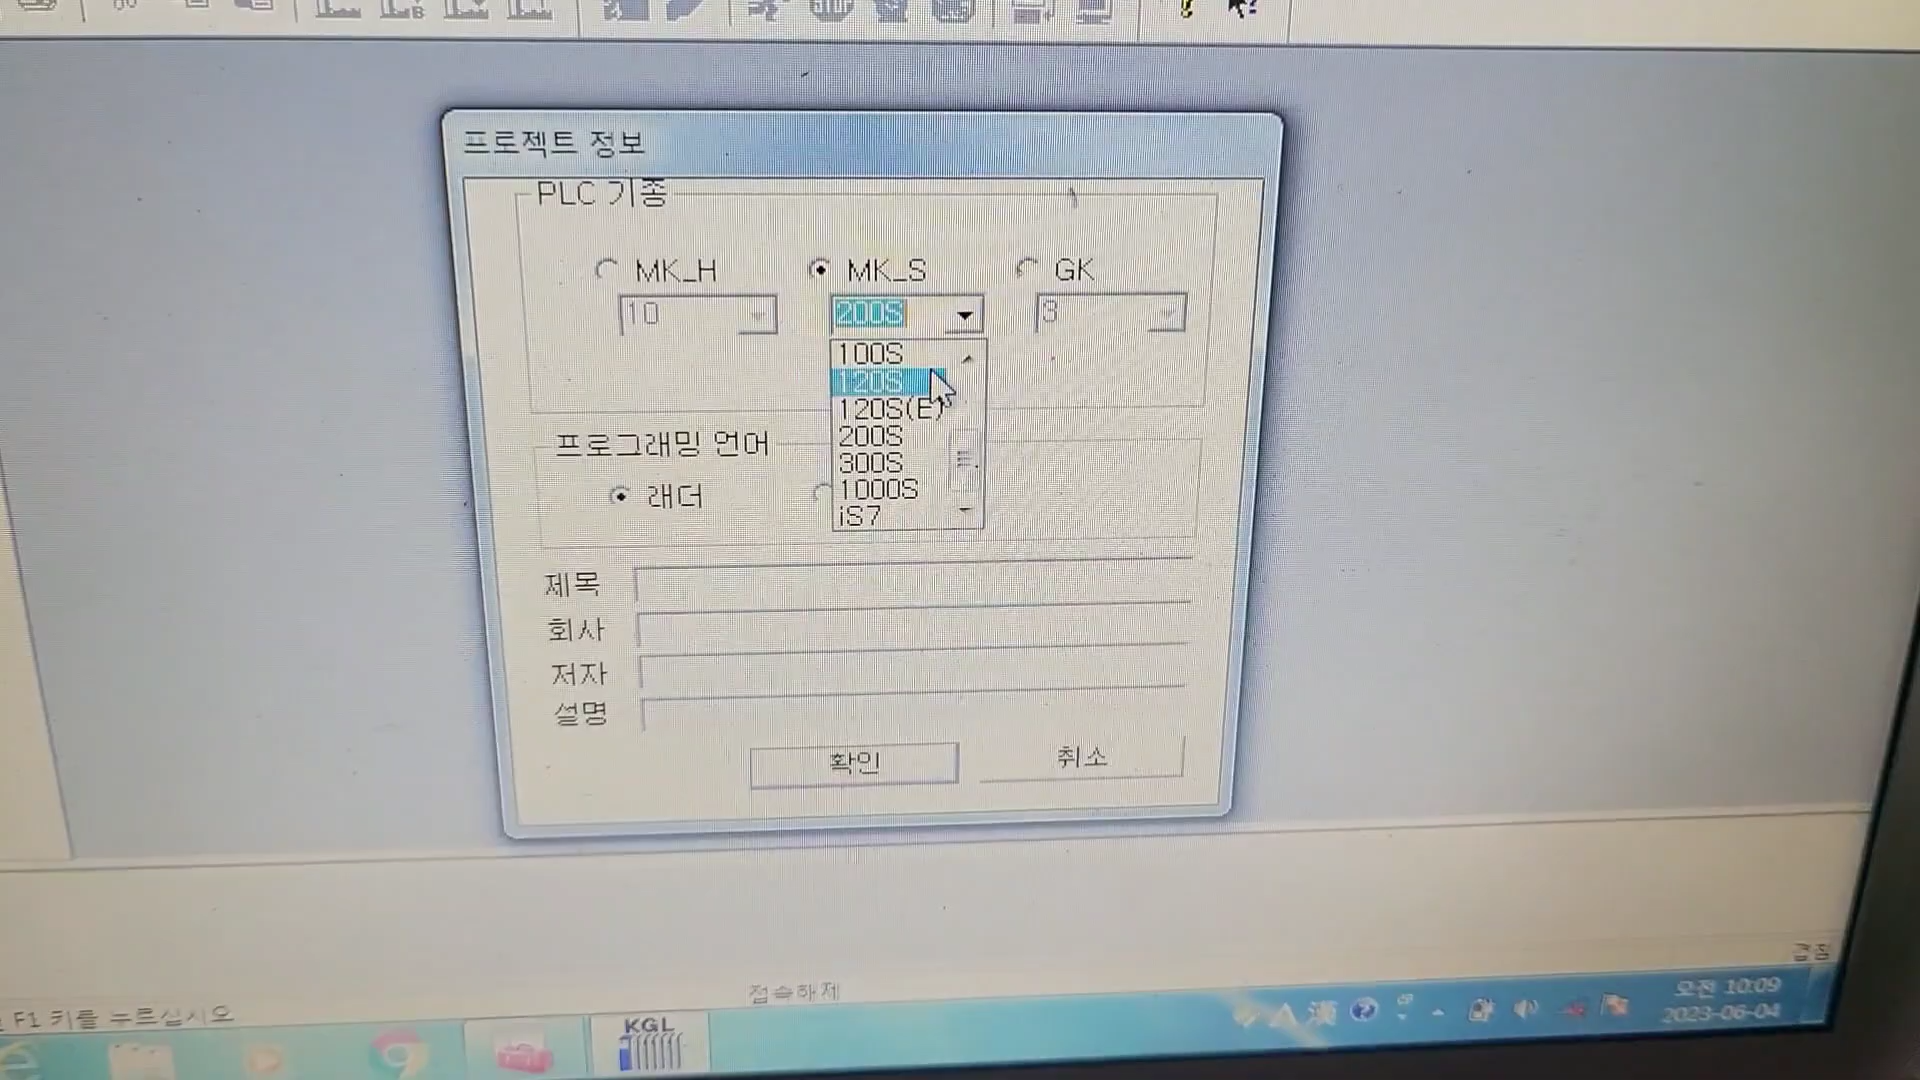 프로젝트 정보
PLC 기종
MK_H
MK_S
GK
10
200S
3
100S
120S
120S(E)
200S
300S
1000S
iS7
프로그래밍 언어
래더
제목
회사
저자
설명
확인
취소
접속해제
F1 키를 누르십시오
KGL
漢
오전 10:09
2023-06-04